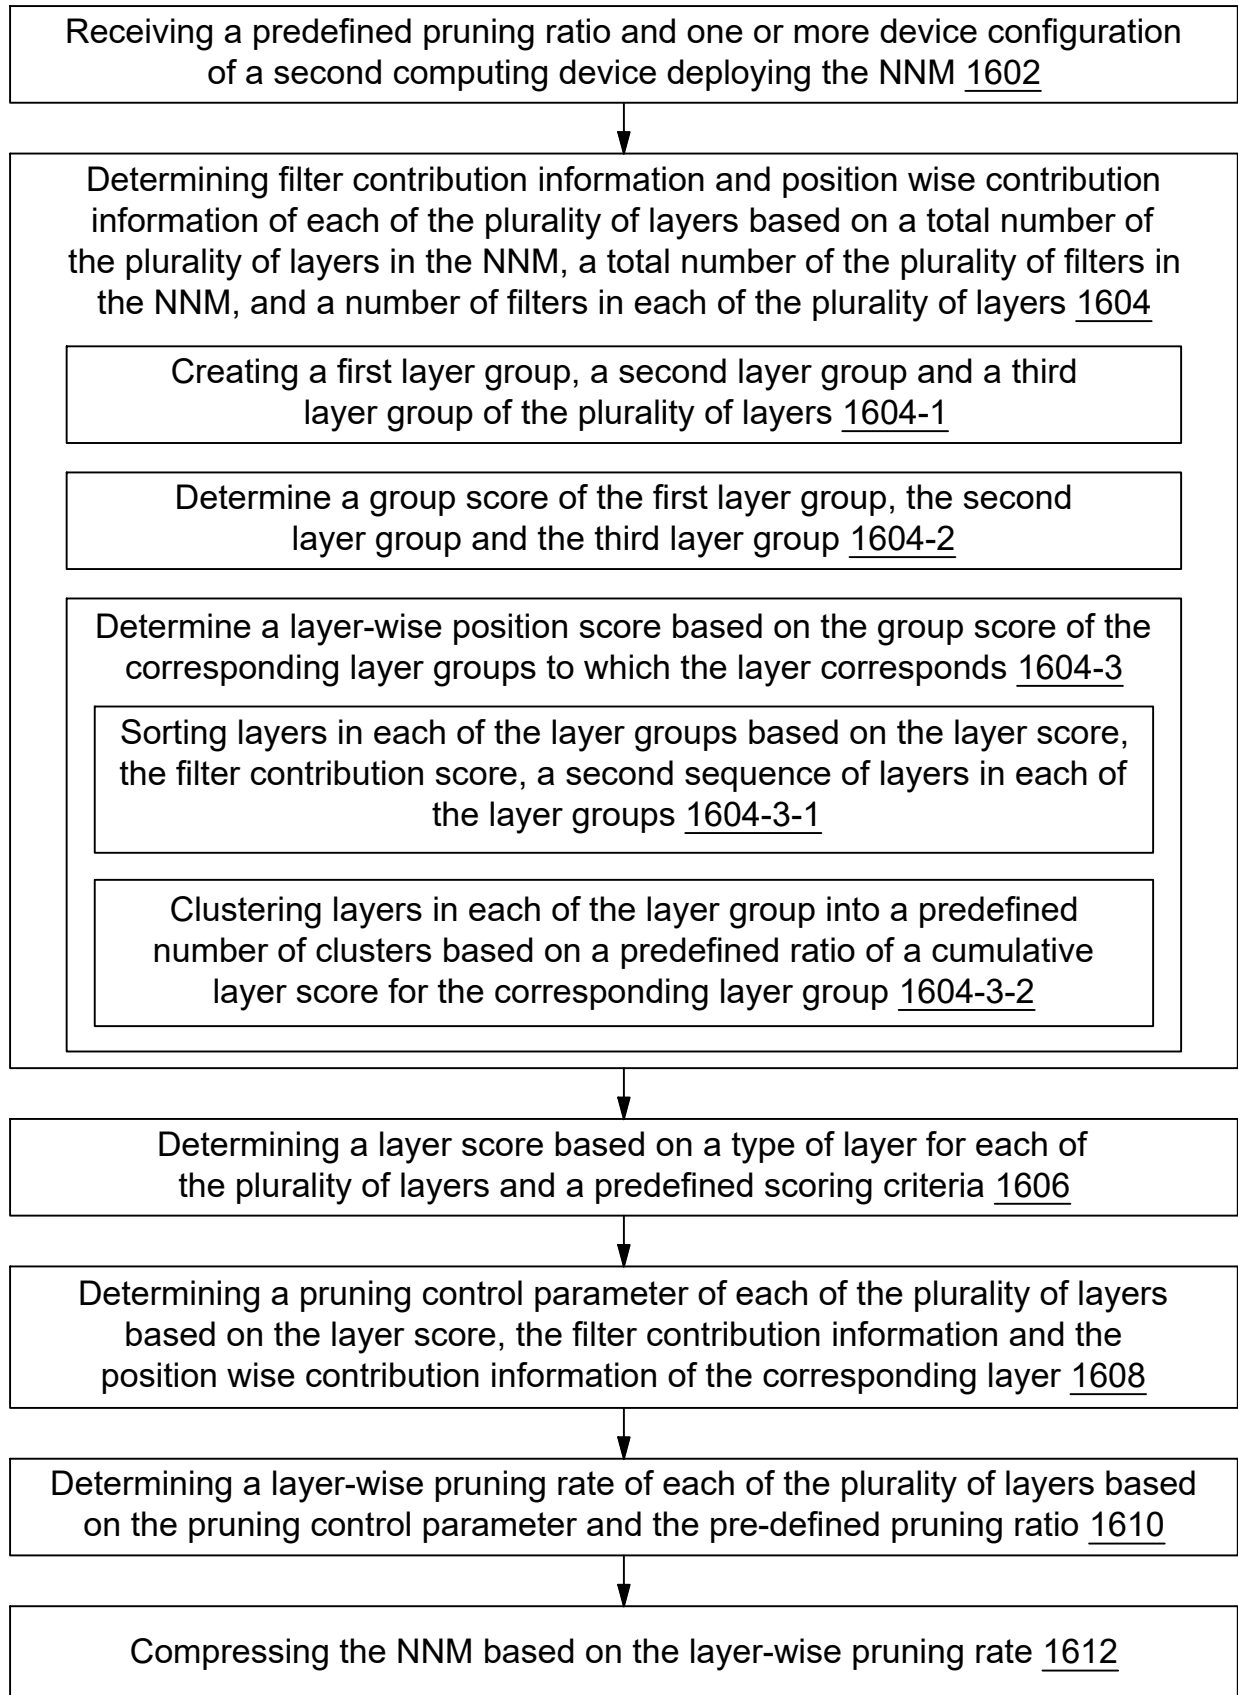 Receiving a predefined pruning ratio and one or more device configuration
of a second computing device deploying the NNM 1602
Determining filter contribution information and position wise contribution
information of each of the plurality of layers based on a total number of
the plurality of layers in the NNM, a total number of the plurality of filters in
the NNM, and a number of filters in each of the plurality of layers 1604
Creating a first layer group, a second layer group and a third
layer group of the plurality of layers 1604-1
Determine a group score of the first layer group, the second
layer group and the third layer group 1604-2
Determine a layer-wise position score based on the group score of the
corresponding layer groups to which the layer corresponds 1604-3
Sorting layers in each of the layer groups based on the layer score,
the filter contribution score, a second sequence of layers in each of
the layer groups 1604-3-1
Clustering layers in each of the layer group into a predefined
number of clusters based on a predefined ratio of a cumulative
layer score for the corresponding layer group 1604-3-2
Determining a layer score based on a type of layer for each of
the plurality of layers and a predefined scoring criteria 1606
Determining a pruning control parameter of each of the plurality of layers
based on the layer score, the filter contribution information and the
position wise contribution information of the corresponding layer 1608
Determining a layer-wise pruning rate of each of the plurality of layers based
on the pruning control parameter and the pre-defined pruning ratio 1610
Compressing the NNM based on the layer-wise pruning rate 1612